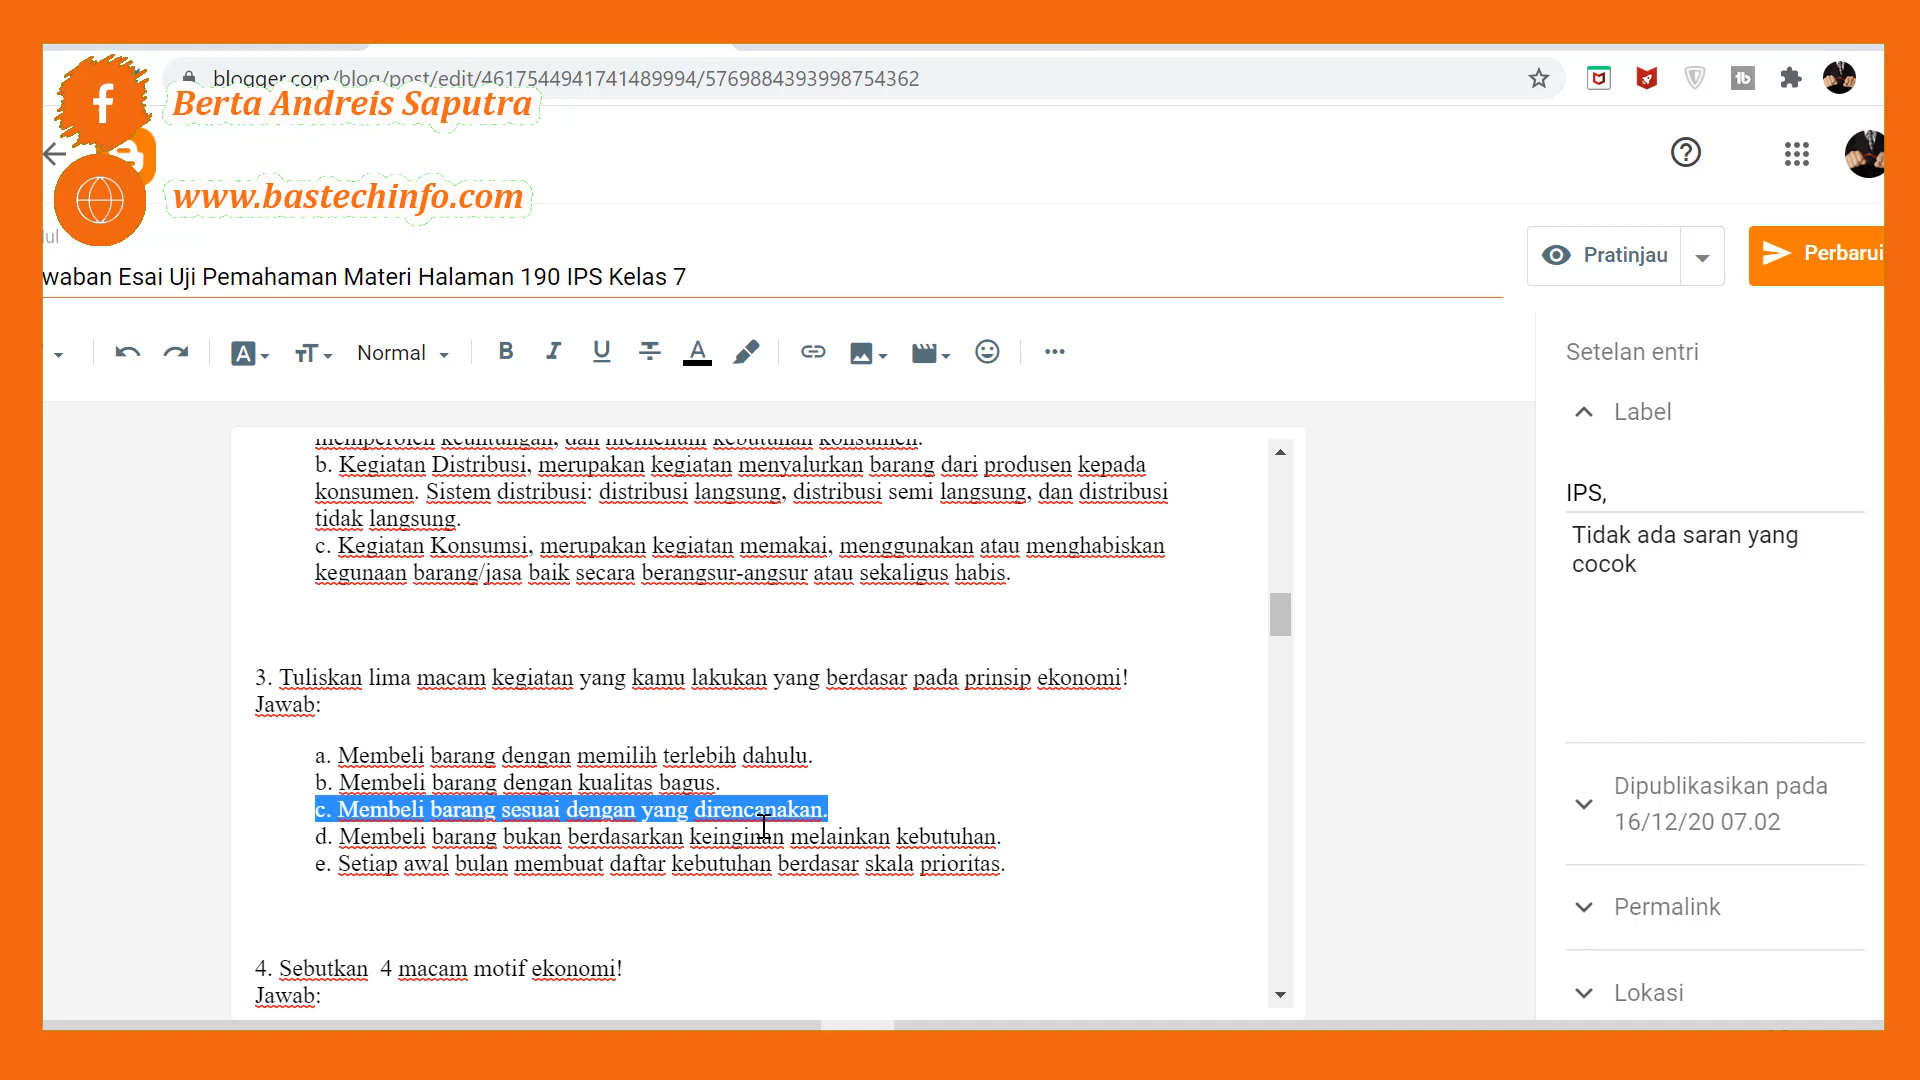 blogger.com/blog/post/edit/4617544941741489994/5769884393998754362
Berta Andreis Saputra
www.bastechinfo.com
waban Esai Uji Pemahaman Materi Halaman 190 IPS Kelas 7
Pratinjau
Perbarui
Normal
Setelan entri
Label
IPS,
Tidak ada saran yang
cocok
memperoleh keuntungan, dan memenuhi kebutuhan konsumen.
b. Kegiatan Distribusi, merupakan kegiatan menyalurkan barang dari produsen kepada
konsumen. Sistem distribusi: distribusi langsung, distribusi semi langsung, dan distribusi
tidak langsung.
c. Kegiatan Konsumsi, merupakan kegiatan memakai, menggunakan atau menghabiskan
kegunaan barang/jasa baik secara berangsur-angsur atau sekaligus habis.
3. Tuliskan lima macam kegiatan yang kamu lakukan yang berdasar pada prinsip ekonomi!
Jawab:
a. Membeli barang dengan memilih terlebih dahulu.
b. Membeli barang dengan kualitas bagus.
c. Membeli barang sesuai dengan yang direncanakan.
d. Membeli barang bukan berdasarkan keinginan melainkan kebutuhan.
e. Setiap awal bulan membuat daftar kebutuhan berdasar skala prioritas.
4. Sebutkan 4 macam motif ekonomi!
Jawab:
Dipublikasikan pada
16/12/20 07.02
Permalink
Lokasi